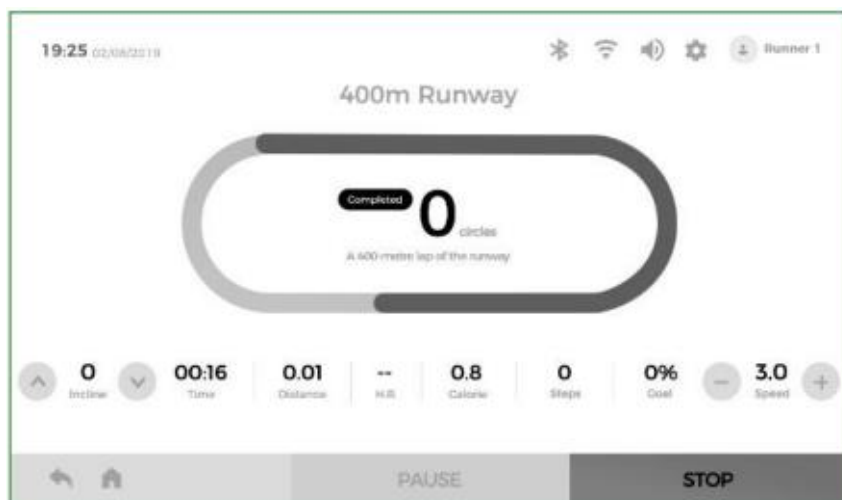 19:25 02/08/2019 Runner 1
400m Runway
Completed 0 circles
A 400 metre lap of the runway
0 00:16 0.01 -- 0.8 0 0% 3.0
Incline Time Distance H.R Calorie Steps Goal Speed
PAUSE STOP